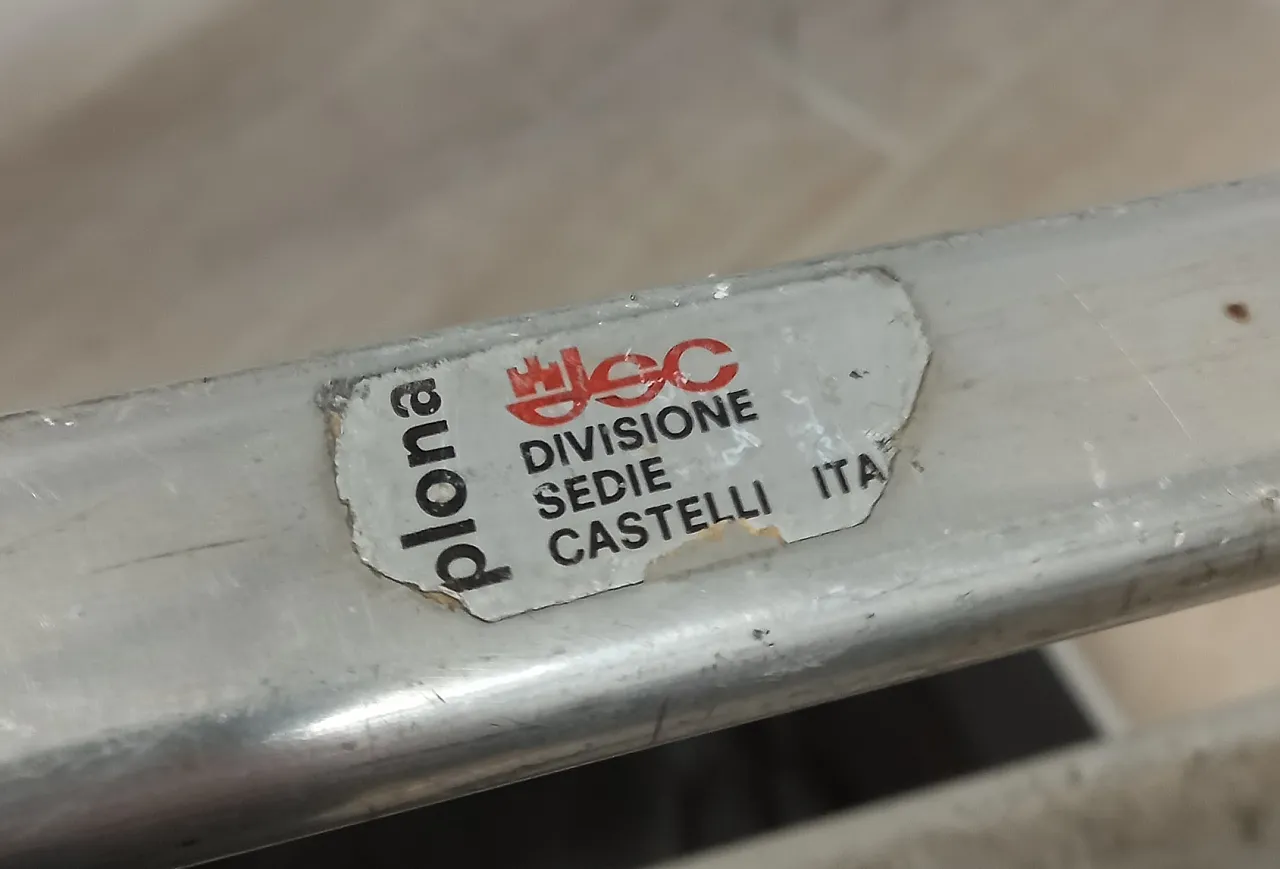 plona
dsc
DIVISIONE
SEDIE
CASTELLI ITA